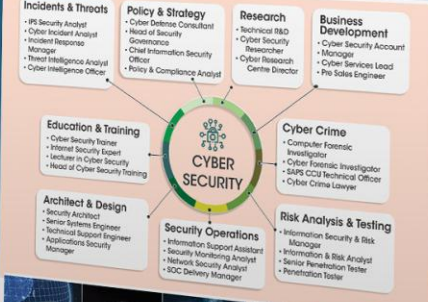 Incidents & Threats
• IPS Security Analyst
• Cyber Incident Analyst
• Incident Response
Manager
• Threat Intelligence Analyst
• Cyber Intelligence Officer
Policy & Strategy
• Cyber Defense Consultant
• Head of Security
Governance
• Chief Information Security
Officer
• Policy & Compliance Analyst
Research
• Technical R&D
• Cyber Security
Researcher
• Cyber Research
Centre Director
Business
Development
• Cyber Security Account
• Manager
• Cyber Services Lead
• Pre Sales Engineer
Education & Training
• Cyber Security Trainer
• Internet Security Expert
• Lecturer in Cyber Security
• Head of Cyber Security Training
CYBER
SECURITY
Cyber Crime
• Computer Forensic
Investigator
• Cyber Forensic Investigator
• SAPS CCU Technical Officer
• Cyber Crime Lawyer
Architect & Design
• Security Architect
• Senior Systems Engineer
• Technical Support Engineer
• Applications Security
Manager
Security Operations
• Information Support Assistant
• Security Monitoring Analyst
• Network Security Analyst
• SOC Delivery Manager
Risk Analysis & Testing
• Information Security & Risk
Manager
• Information & Risk Analyst
• Senior Penetration Tester
• Penetration Tester